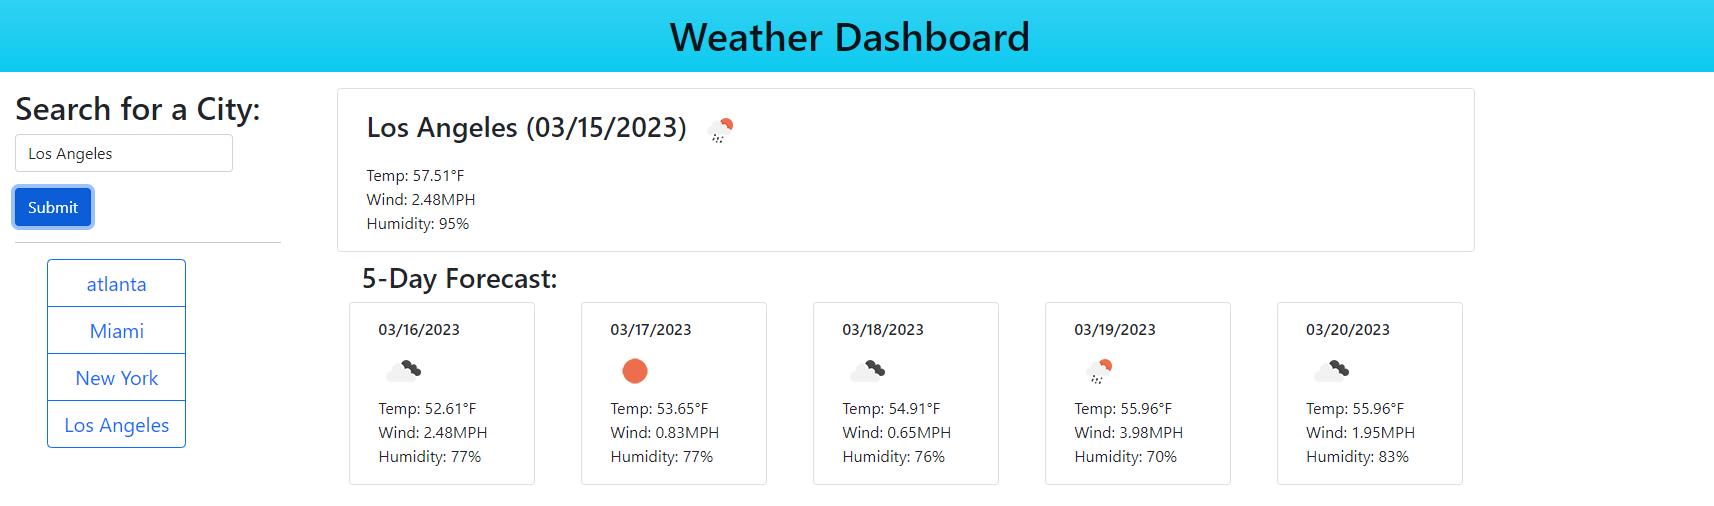 Weather Dashboard
Search for a City:
Los Angeles
Submit
atlanta
Miami
New York
Los Angeles
Los Angeles (03/15/2023)
Temp: 57.51°F
Wind: 2.48MPH
Humidity: 95%
5-Day Forecast:
03/16/2023
Temp: 52.61°F
Wind: 2.48MPH
Humidity: 77%
03/17/2023
Temp: 53.65°F
Wind: 0.83MPH
Humidity: 77%
03/18/2023
Temp: 54.91°F
Wind: 0.65MPH
Humidity: 76%
03/19/2023
Temp: 55.96°F
Wind: 3.98MPH
Humidity: 70%
03/20/2023
Temp: 55.96°F
Wind: 1.95MPH
Humidity: 83%